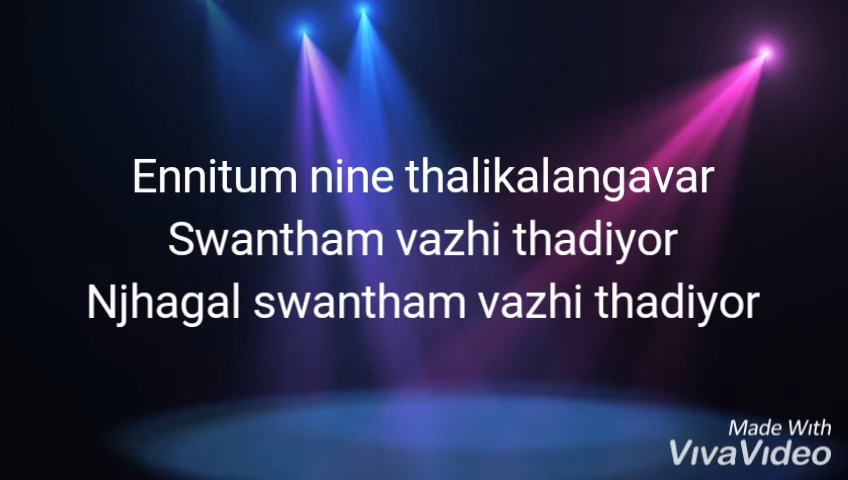 Ennitum nine thalikalangavar
Swantham vazhi thadiyor
Njhagal swantham vazhi thadiyor
Made With
VivaVideo